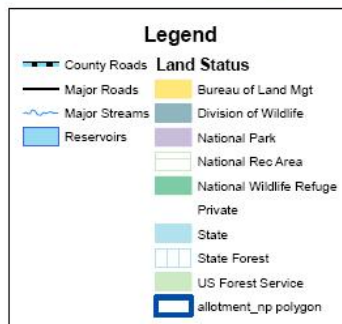 Legend
County Roads
Major Roads
Major Streams
Reservoirs
Land Status
Bureau of Land Mgt
Division of Wildlife
National Park
National Rec Area
National Wildlife Refuge
Private
State
State Forest
US Forest Service
allotment_np polygon